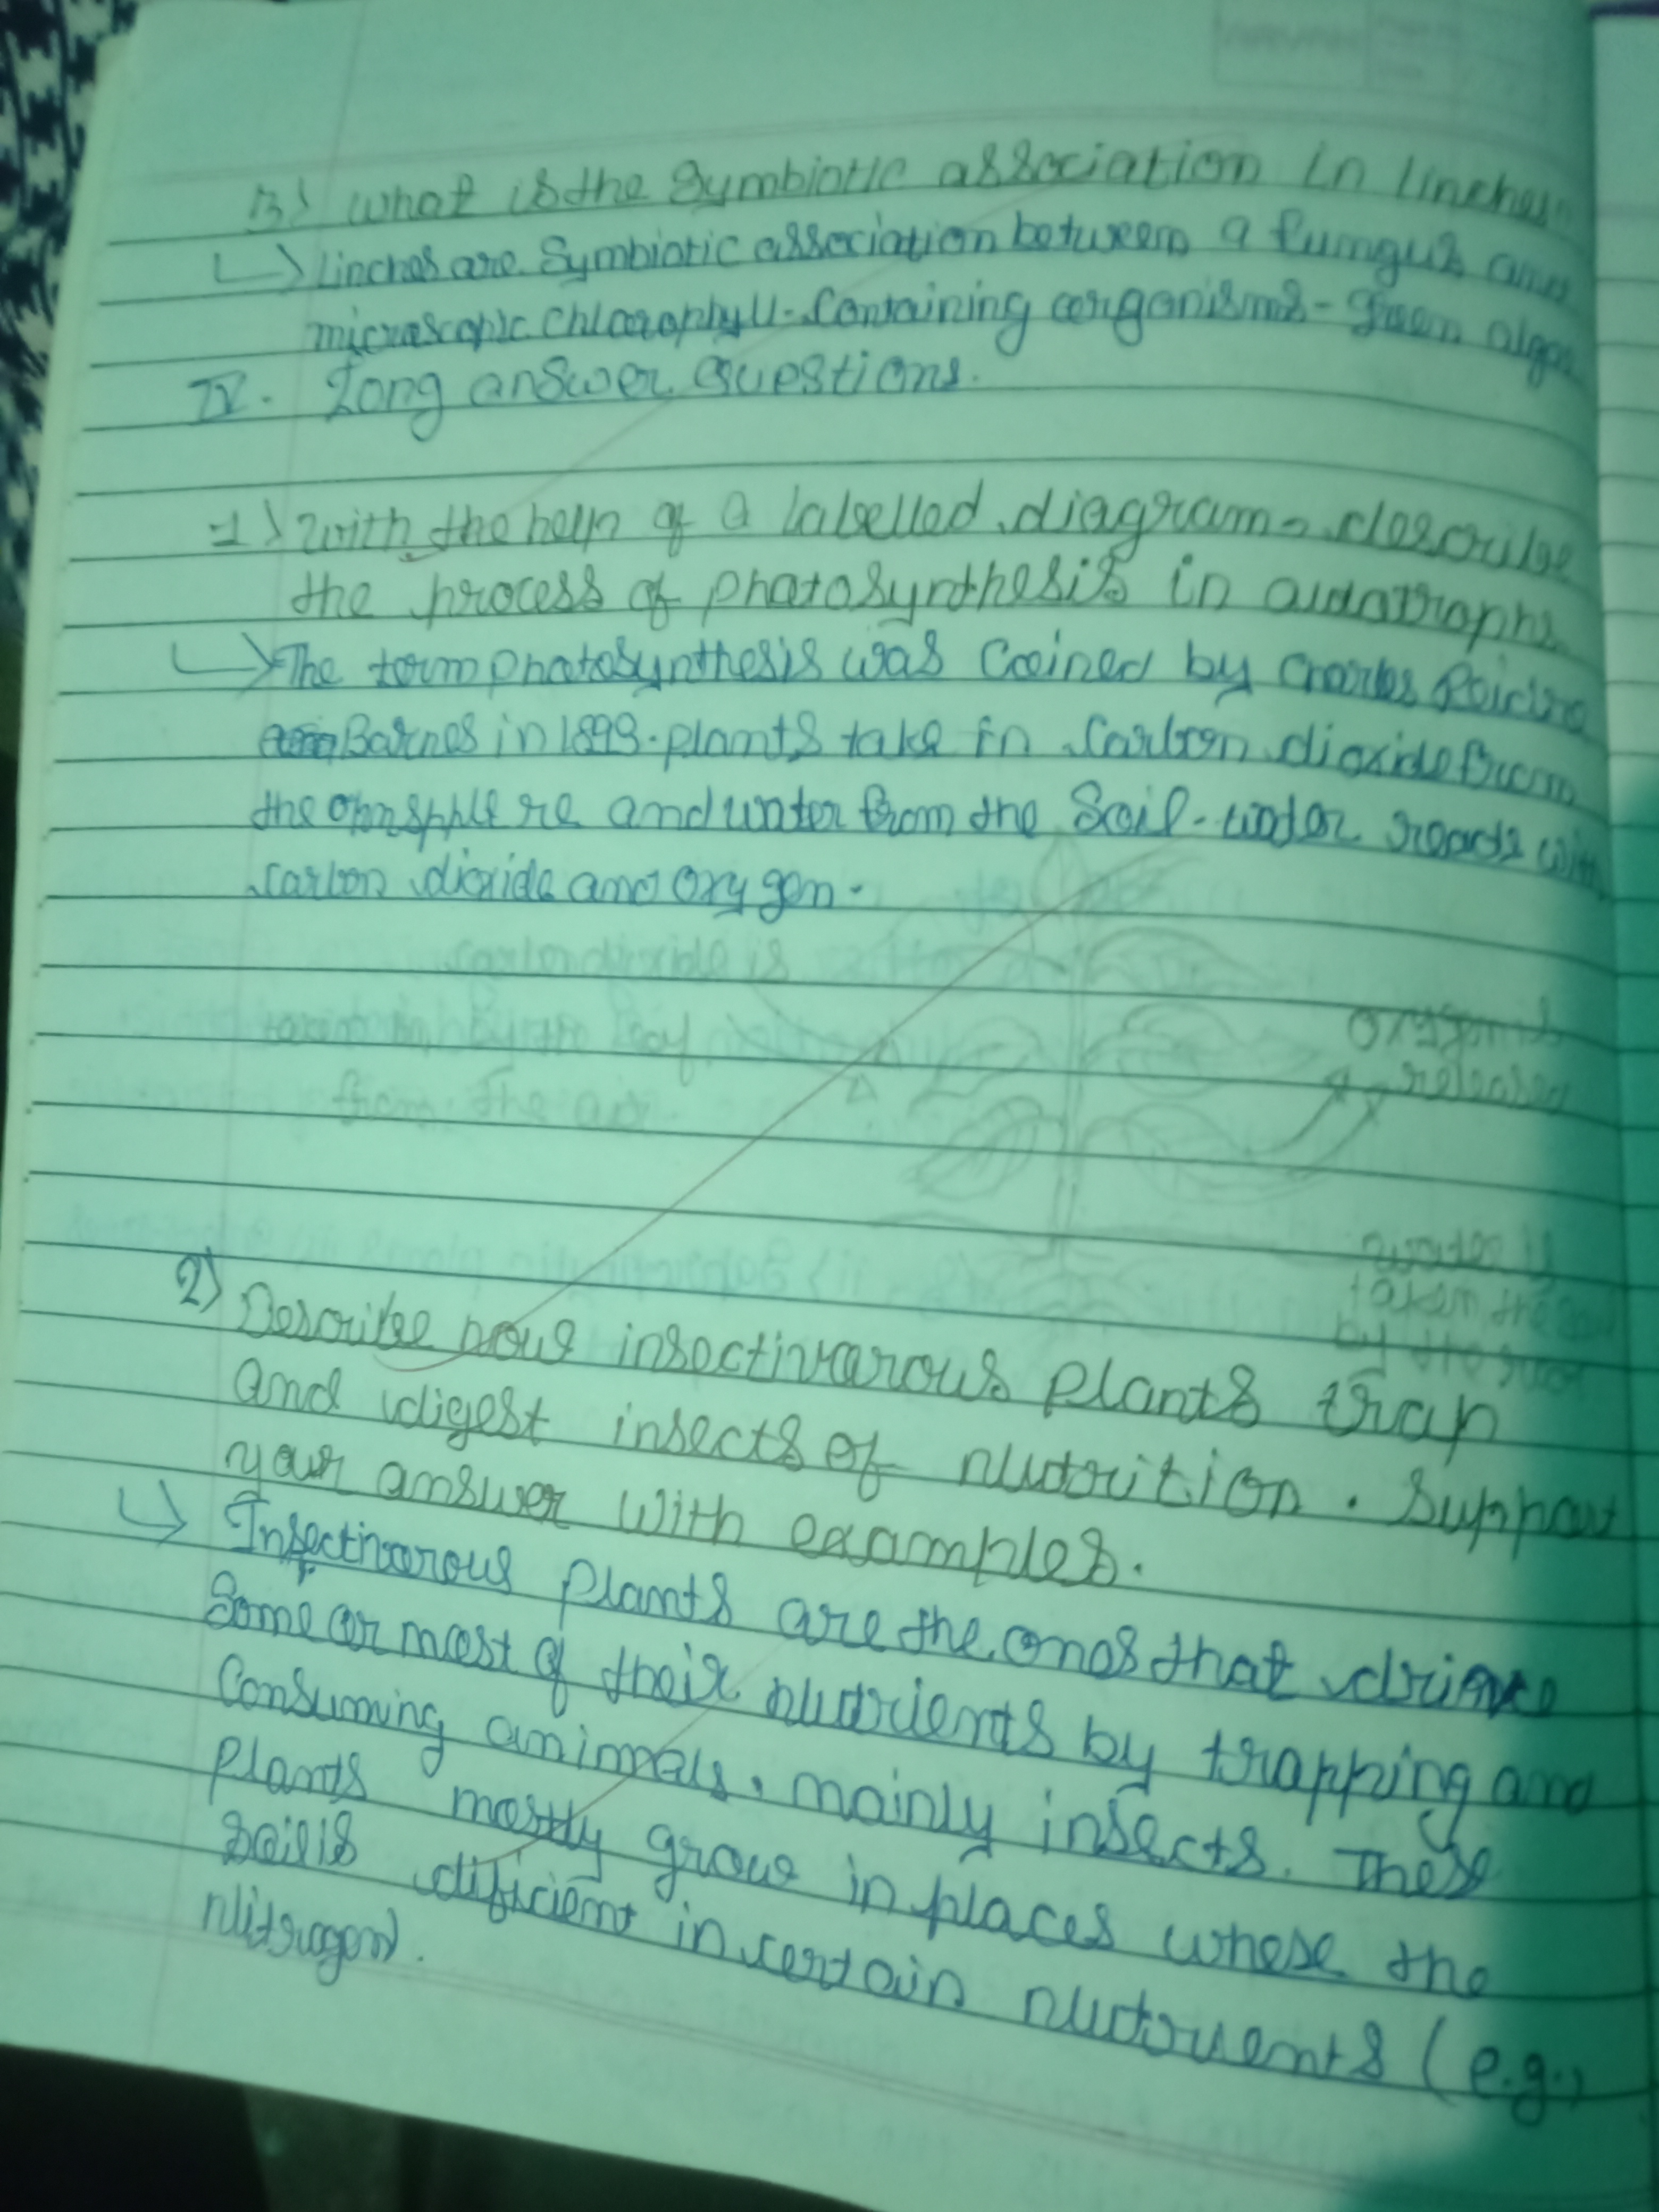 3) what is the Symbiotic association in linches
Linches are Symbiotic association between a fungus and
microscopic chlorophyll-containing organisms - green algae
IV. Long answer questions.
1) with the help of a labelled diagram, describe
the process of photosynthesis in autotrophs.
The term photosynthesis was coined by Charles Reid
Barnes in 1893. plants take in carbon dioxide from
the and water from the Soil. water reacts with
carbon dioxide and oxygen.
carbon dioxide is
taken in by the leaf
from the air
oxygen is
released
water is
taken the
by the root
2) Describe how insectivorous plants trap
and digest insects of nutrition. Support
your answer with examples.
Insectivorous plants are the ones that drive
Some or most of their nutrients by trapping and
Consuming animals, mainly insects. These
plants mostly grow in places whose the
soil is dificient in certain nutrients (e.g.,
nitrogen).